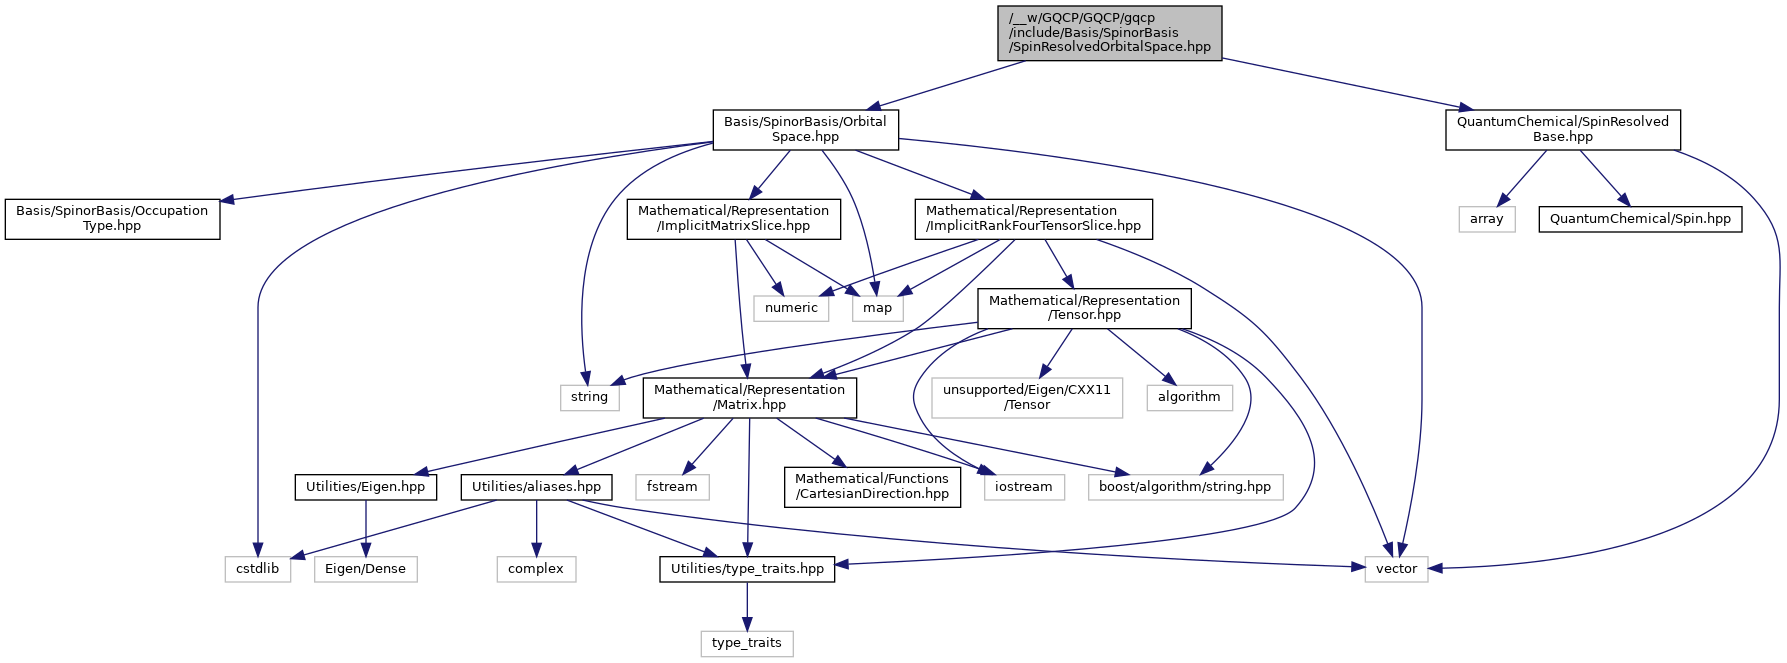 /__w/GQCP/GQCP/gqcp
/include/Basis/SpinorBasis
/SpinResolvedOrbitalSpace.hpp
Basis/SpinorBasis/Orbital
Space.hpp
QuantumChemical/SpinResolved
Base.hpp
Basis/SpinorBasis/Occupation
Type.hpp
Mathematical/Representation
/ImplicitMatrixSlice.hpp
Mathematical/Representation
/ImplicitRankFourTensorSlice.hpp
array
QuantumChemical/Spin.hpp
numeric
map
Mathematical/Representation
/Tensor.hpp
string
Mathematical/Representation
/Matrix.hpp
unsupported/Eigen/CXX11
/Tensor
algorithm
Utilities/Eigen.hpp
Utilities/aliases.hpp
fstream
Mathematical/Functions
/CartesianDirection.hpp
iostream
boost/algorithm/string.hpp
cstdlib
Eigen/Dense
complex
Utilities/type_traits.hpp
vector
type_traits